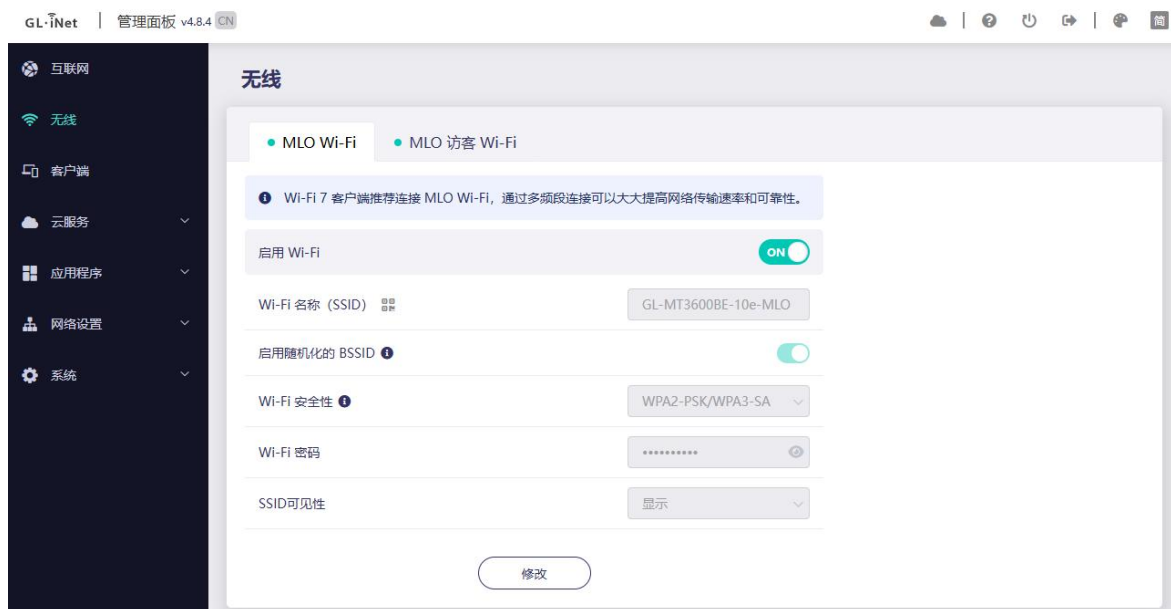 GL·iNet 管理面板 v4.8.4 CN 简
互联网
无线
客户端
云服务
应用程序
网络设置
系统
无线
MLO Wi-Fi MLO 访客 Wi-Fi
Wi-Fi 7 客户端推荐连接 MLO Wi-Fi，通过多频段连接可以大大提高网络传输速率和可靠性。
启用 Wi-Fi ON
Wi-Fi 名称（SSID） GL-MT3600BE-10e-MLO
启用随机化的 BSSID
Wi-Fi 安全性 WPA2-PSK/WPA3-SA
Wi-Fi 密码 ••••••••••
SSID可见性 显示
修改